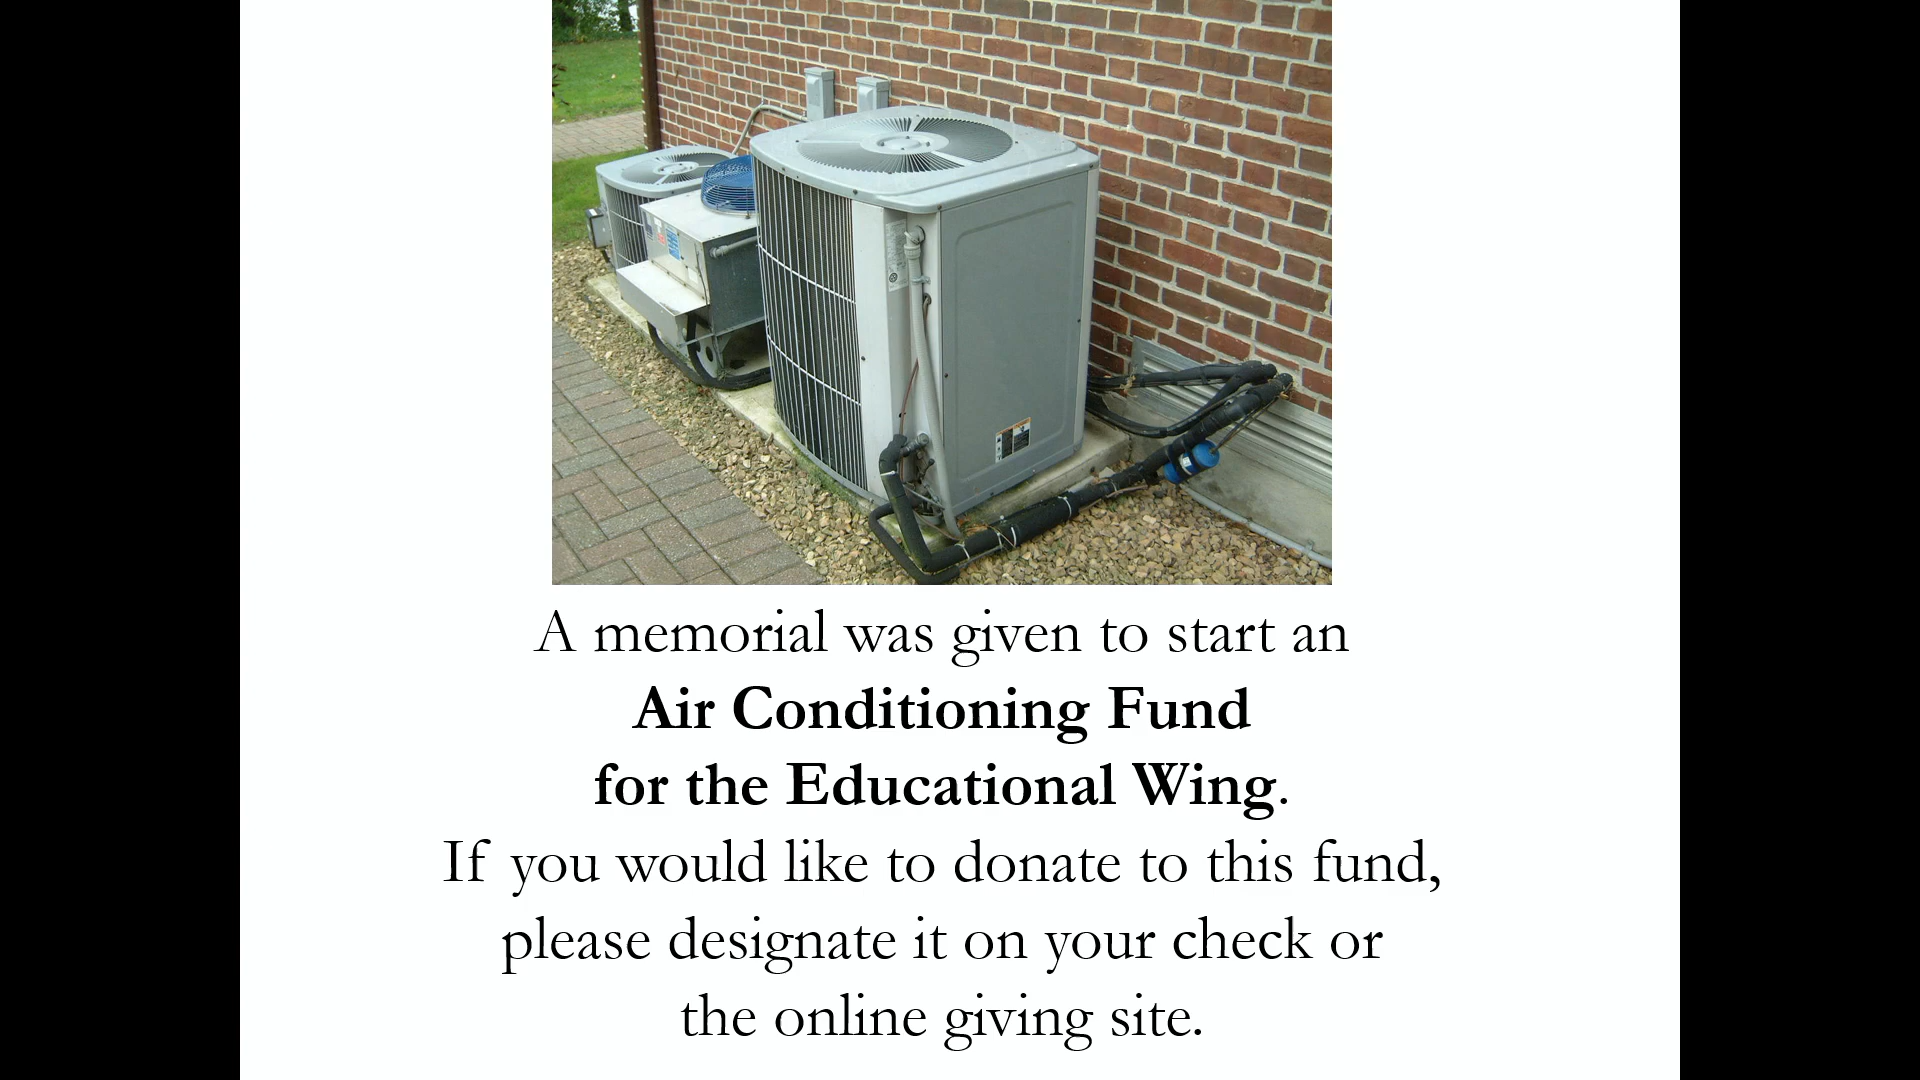 A memorial was given to start an
Air Conditioning Fund
for the Educational Wing.
If you would like to donate to this fund,
please designate it on your check or
the online giving site.